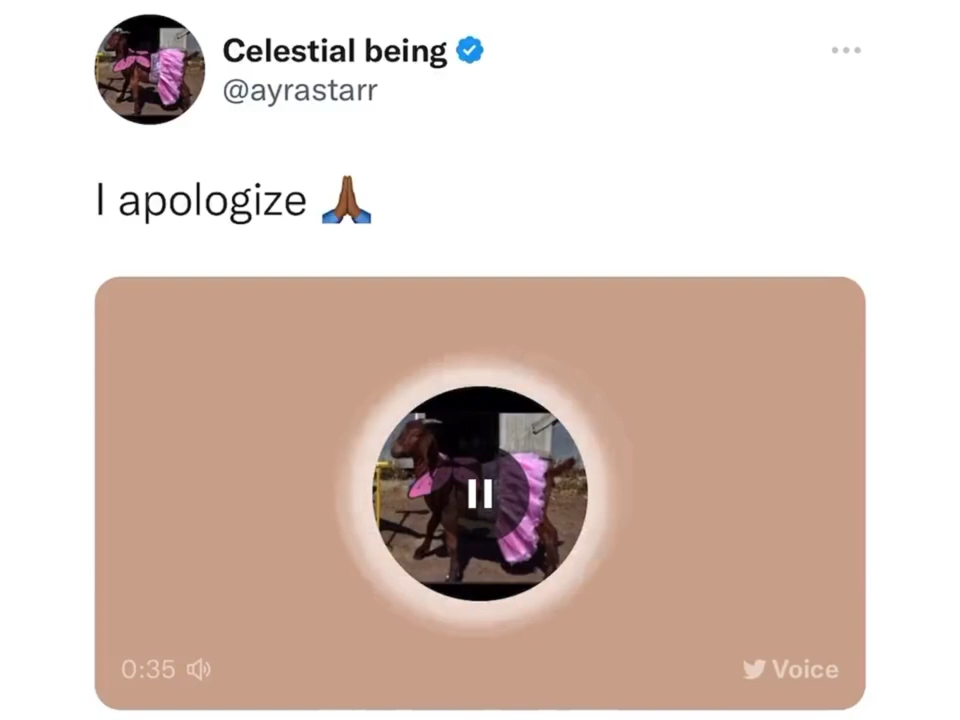 Celestial being
@ayrastarr
I apologize 🙏🏾
0:35
Voice